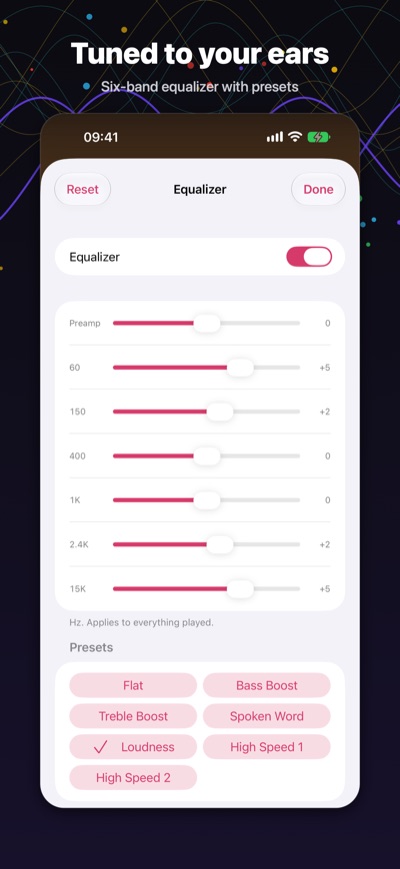 Tuned to your ears
Six-band equalizer with presets
09:41
Reset Equalizer Done
Equalizer
Preamp 0
60 +5
150 +2
400 0
1K 0
2.4K +2
15K +5
Hz. Applies to everything played.
Presets
Flat Bass Boost
Treble Boost Spoken Word
Loudness High Speed 1
High Speed 2